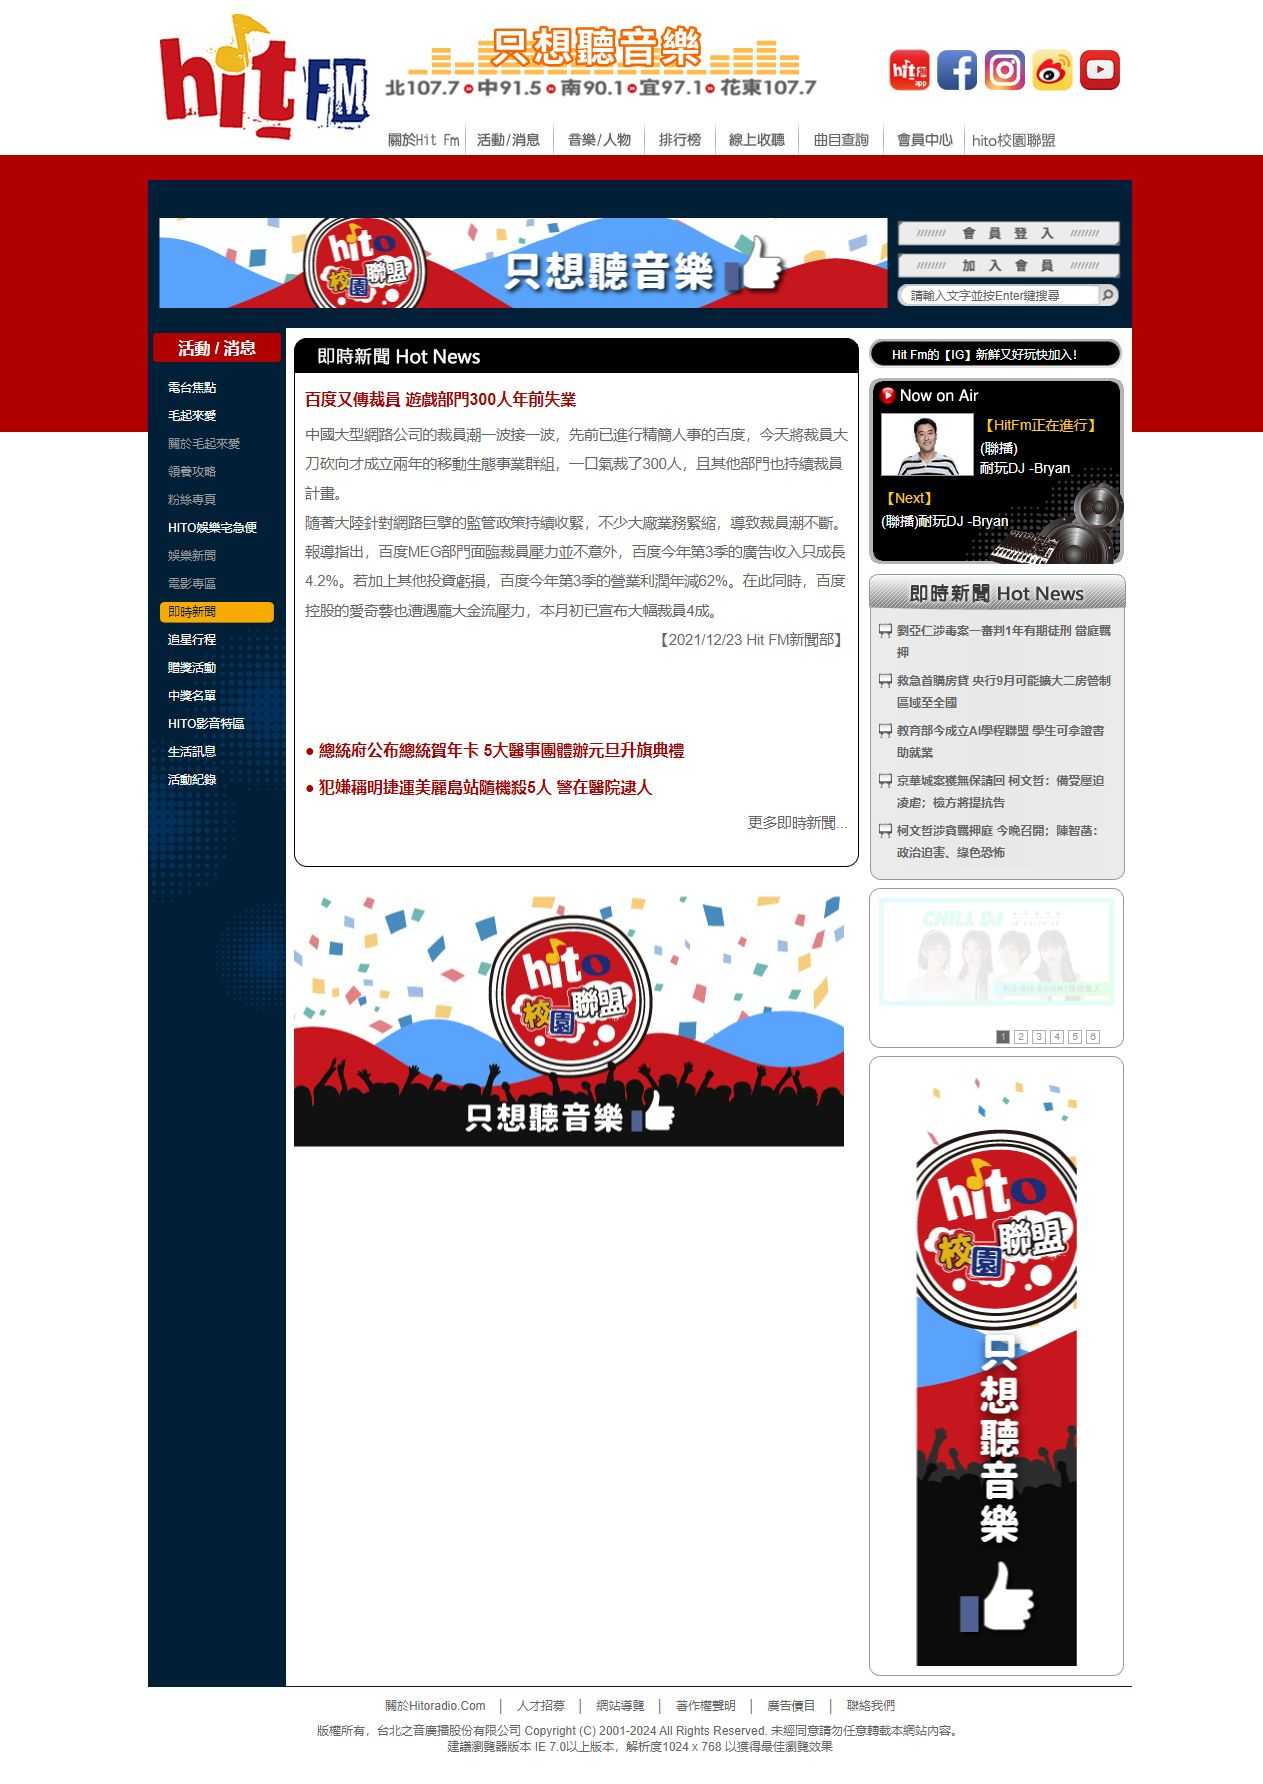 hit FM
只想聽音樂
北107.7 中91.5 南90.1 宜97.1 花東107.7
hit FM app
關於Hit Fm 活動/消息 音樂/人物 排行榜 線上收聽 曲目查詢 會員中心 hito校園聯盟
hito
校園聯盟
只想聽音樂
會員登入
加入會員
請輸入文字並按Enter鍵搜尋
活動 / 消息
電台焦點
毛起來愛
關於毛起來愛
領養攻略
粉絲專頁
HITO娛樂宅急便
娛樂新聞
電影專區
即時新聞
追星行程
贈獎活動
中獎名單
HITO影音特區
生活訊息
活動紀錄
即時新聞 Hot News
百度又傳裁員 遊戲部門300人年前失業
中國大型網路公司的裁員潮一波接一波，先前已進行精簡人事的百度，今天將裁員大
刀砍向才成立兩年的移動生態事業群組，一口氣裁了300人，且其他部門也持續裁員
計畫。
隨著大陸針對網路巨擘的監管政策持續收緊，不少大廠業務緊縮，導致裁員潮不斷。
報導指出，百度MEG部門面臨裁員壓力並不意外，百度今年第3季的廣告收入只成長
4.2%。若加上其他投資虧損，百度今年第3季的營業利潤年減62%。在此同時，百度
控股的愛奇藝也遭遇龐大金流壓力，本月初已宣布大幅裁員4成。
【2021/12/23 Hit FM新聞部】
● 總統府公布總統賀年卡 5大醫事團體辦元旦升旗典禮
● 犯嫌稱明捷運美麗島站隨機殺5人 警在醫院逮人
更多即時新聞...
hito
校園聯盟
只想聽音樂
Hit Fm的【IG】新鮮又好玩快加入!
Now on Air
【HitFm正在進行】
(聯播)
耐玩DJ -Bryan
【Next】
(聯播)耐玩DJ -Bryan
即時新聞 Hot News
劉亞仁涉毒案一審判1年有期徒刑 當庭羈
押
救急首購房貸 央行9月可能擴大二房管制
區域至全國
教育部今成立AI學程聯盟 學生可拿證書
助就業
京華城案獲無保請回 柯文哲：備受壓迫
凌虐；檢方將提抗告
柯文哲涉貪羈押庭 今晚召開；陳智菡：
政治迫害、綠色恐怖
CHILL DJ
1 2 3 4 5 6
hito
校園聯盟
只想聽音樂
關於Hitoradio.Com │ 人才招募 │ 網站導覽 │ 著作權聲明 │ 廣告價目 │ 聯絡我們
版權所有，台北之音廣播股份有限公司 Copyright (C) 2001-2024 All Rights Reserved. 未經同意請勿任意轉載本網站內容。
建議瀏覽器版本 IE 7.0以上版本，解析度1024 x 768 以獲得最佳瀏覽效果